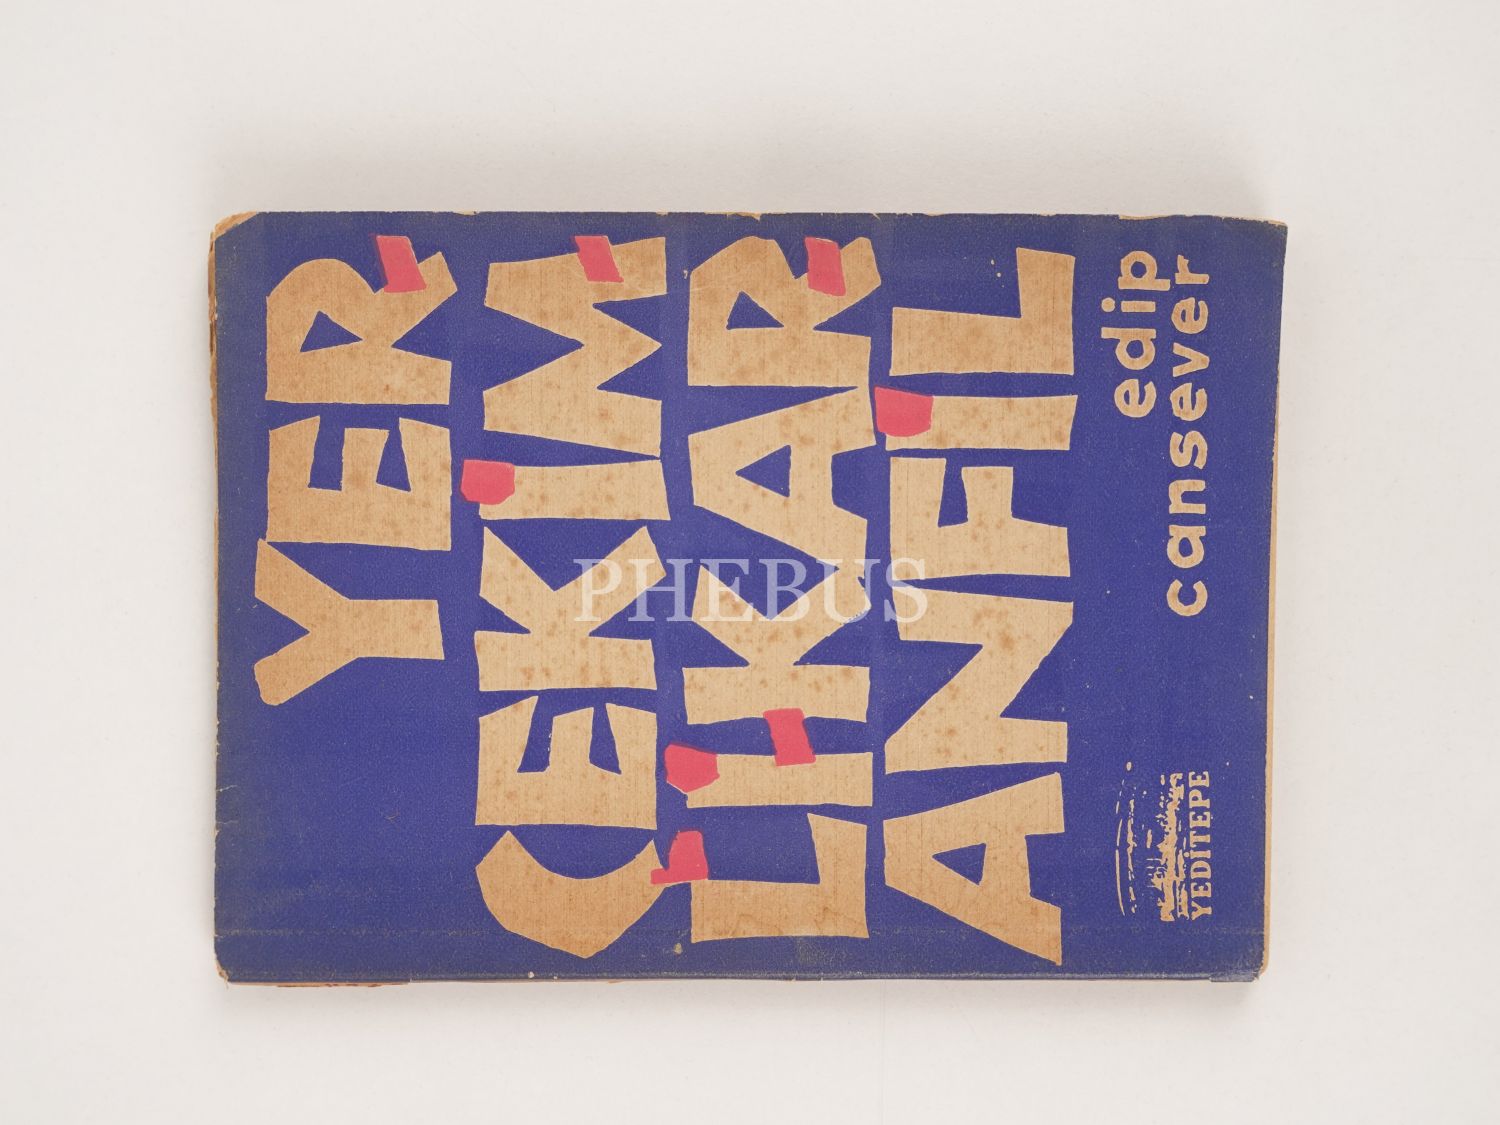 YER-
ÇEKİM-
Lİ-KAR-
ANFİL
edip
cansever
YEDİTEPE
PHEBUS